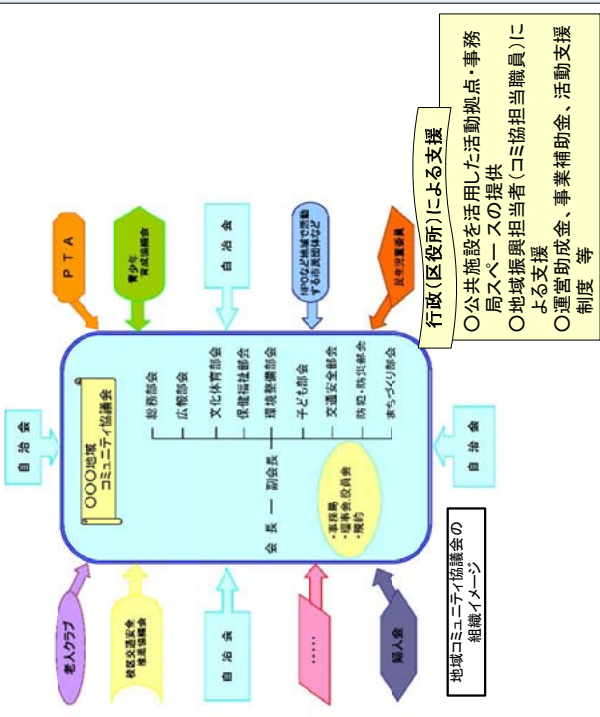 地域コミュニティ協議会の
組織イメージ
老人クラブ
校区交通安全
推進協議会
自治会
・・・・・
婦人会
自治会
〇〇〇地域
コミュニティ協議会
会長 副会長
・事務局
・理事会、役員会
・規約
総務部会
広報部会
文化体育部会
保健福祉部会
環境整備部会
子ども部会
交通安全部会
防犯・防災部会
まちづくり部会
自治会
PTA
青少年
育成協議会
自治会
NPOなど地域で活動
する市民団体など
民生児童委員
行政(区役所)による支援
〇公共施設を活用した活動拠点・事務
局スペースの提供
〇地域振興担当者(コミ協担当職員)に
よる支援
〇運営助成金、事業補助金、活動支援
制度 等